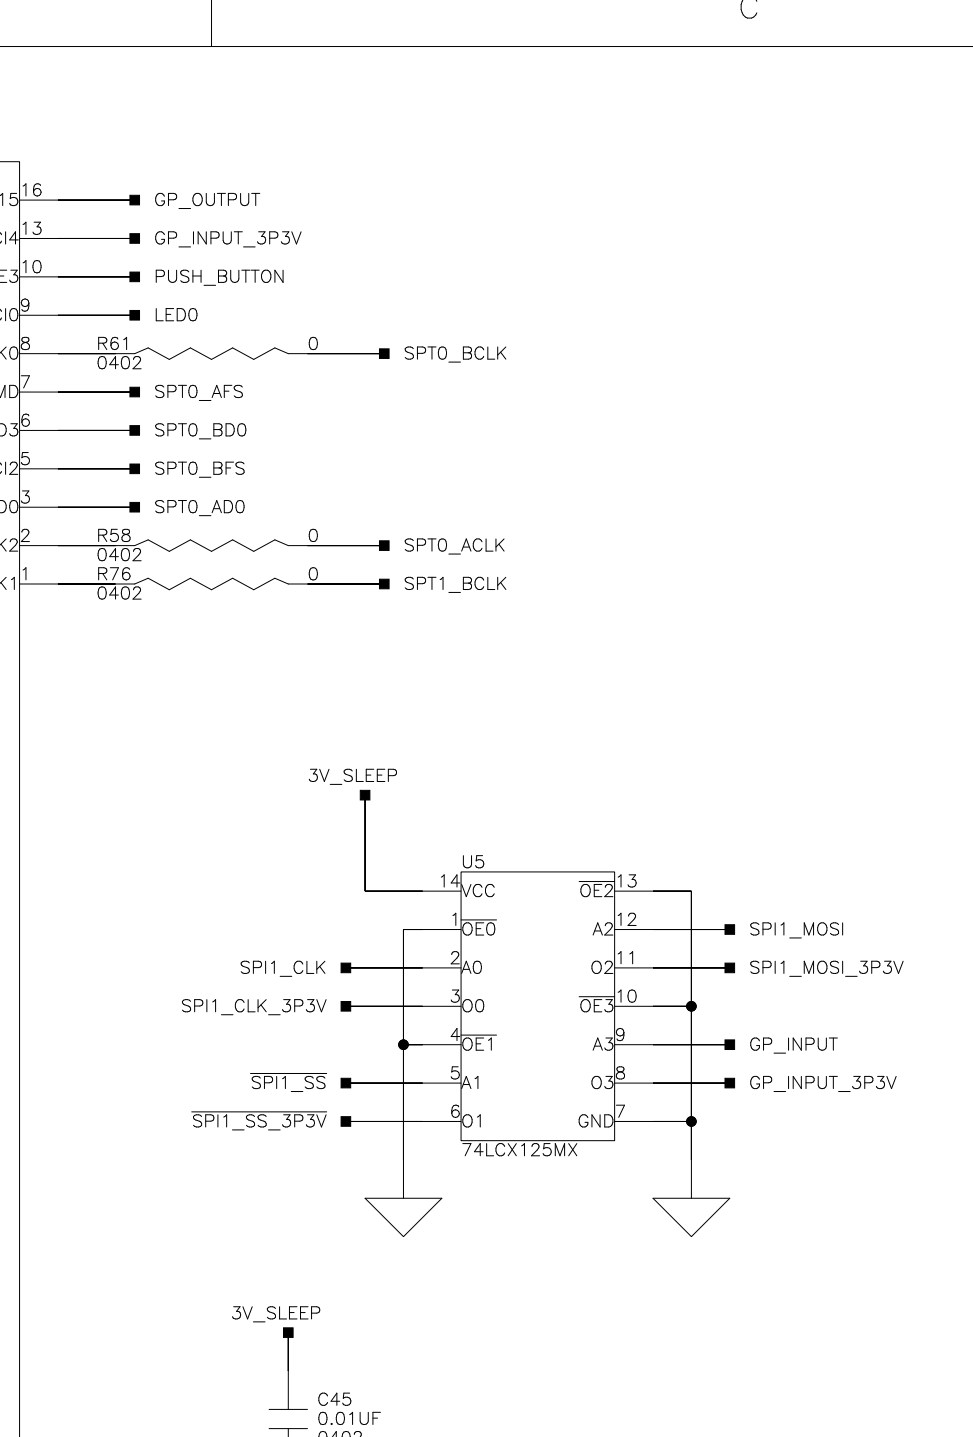 C
15 16 GP_OUTPUT
CI4 13 GP_INPUT_3P3V
E3 10 PUSH_BUTTON
CI0 9 LED0
K0 8 R61 0 SPT0_BCLK
0402
MD 7 SPT0_AFS
D3 6 SPT0_BD0
CI2 5 SPT0_BFS
D0 3 SPT0_AD0
K2 2 R58 0 SPT0_ACLK
0402
K1 1 R76 0 SPT1_BCLK
0402
3V_SLEEP
U5
14 VCC OE2 13
1 OE0 A2 12 SPI1_MOSI
SPI1_CLK 2 A0 O2 11 SPI1_MOSI_3P3V
SPI1_CLK_3P3V 3 O0 OE3 10
4 OE1 A3 9 GP_INPUT
SPI1_SS 5 A1 O3 8 GP_INPUT_3P3V
SPI1_SS_3P3V 6 O1 GND 7
74LCX125MX
3V_SLEEP
C45
0.01UF
0402